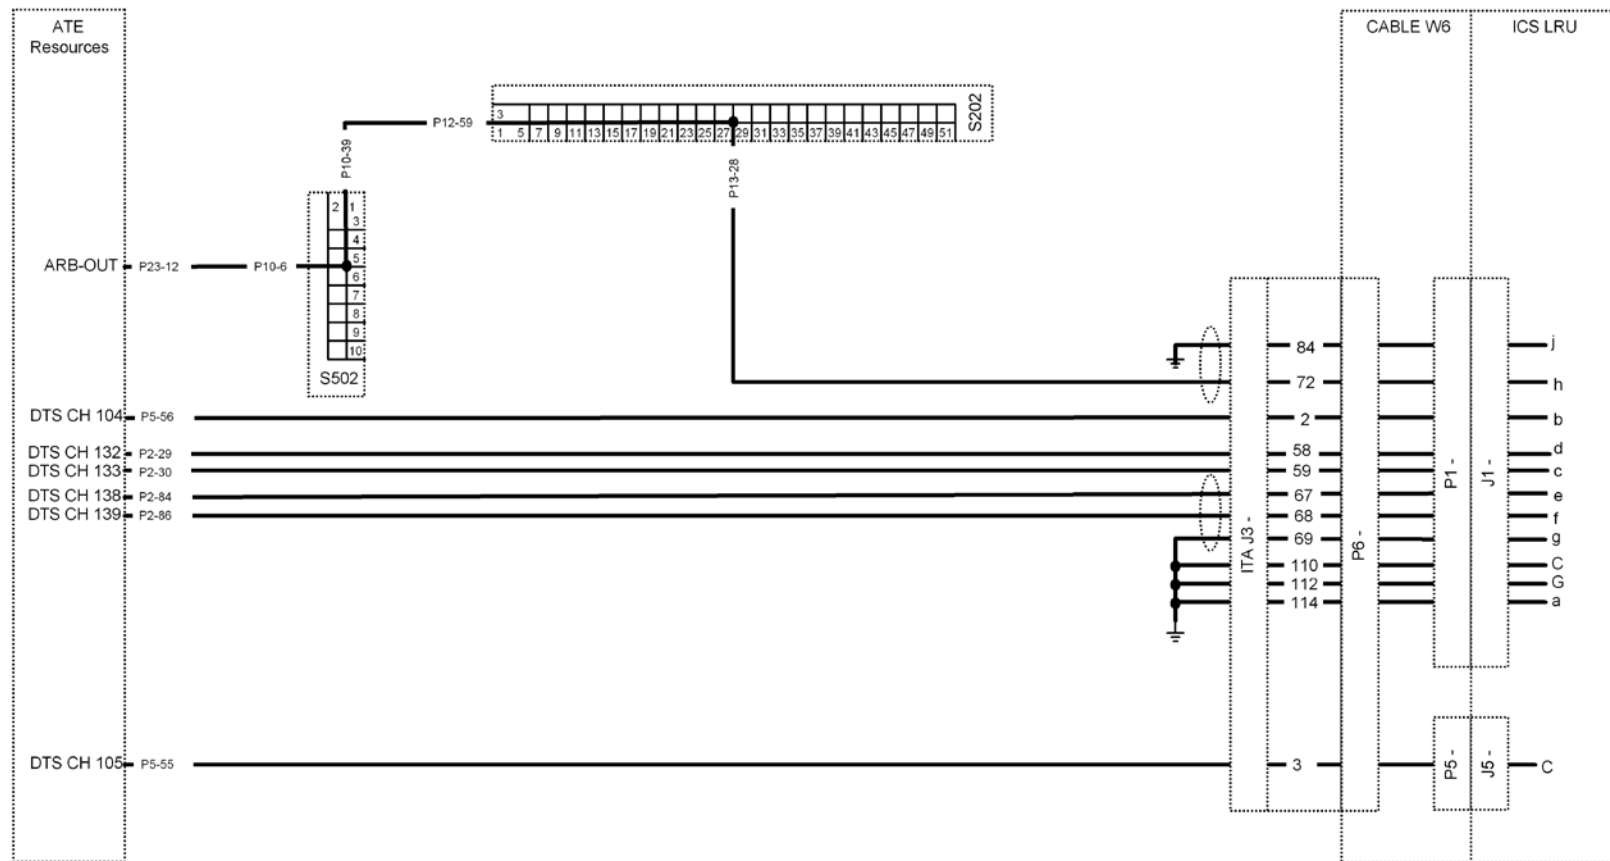 ATE
Resources
CABLE W6
ICS LRU
S202
3
1 5 7 9 11 13 15 17 19 21 23 25 27 29 31 33 35 37 39 41 43 45 47 49 51
P12-59
P10-39
P13-28
2 1
3
4
5
6
7
8
9
10
S502
ARB-OUT P23-12 P10-6
84 j
72 h
DTS CH 104 P5-56 2 b
DTS CH 132 P2-29 58 d
DTS CH 133 P2-30 59 c
DTS CH 138 P2-84 67 e
DTS CH 139 P2-86 68 f
69 g
110 C
112 G
114 a
ITA J3 -
P6 -
P1 -
J1 -
DTS CH 105 P5-55 3 C
P5 -
J5 -